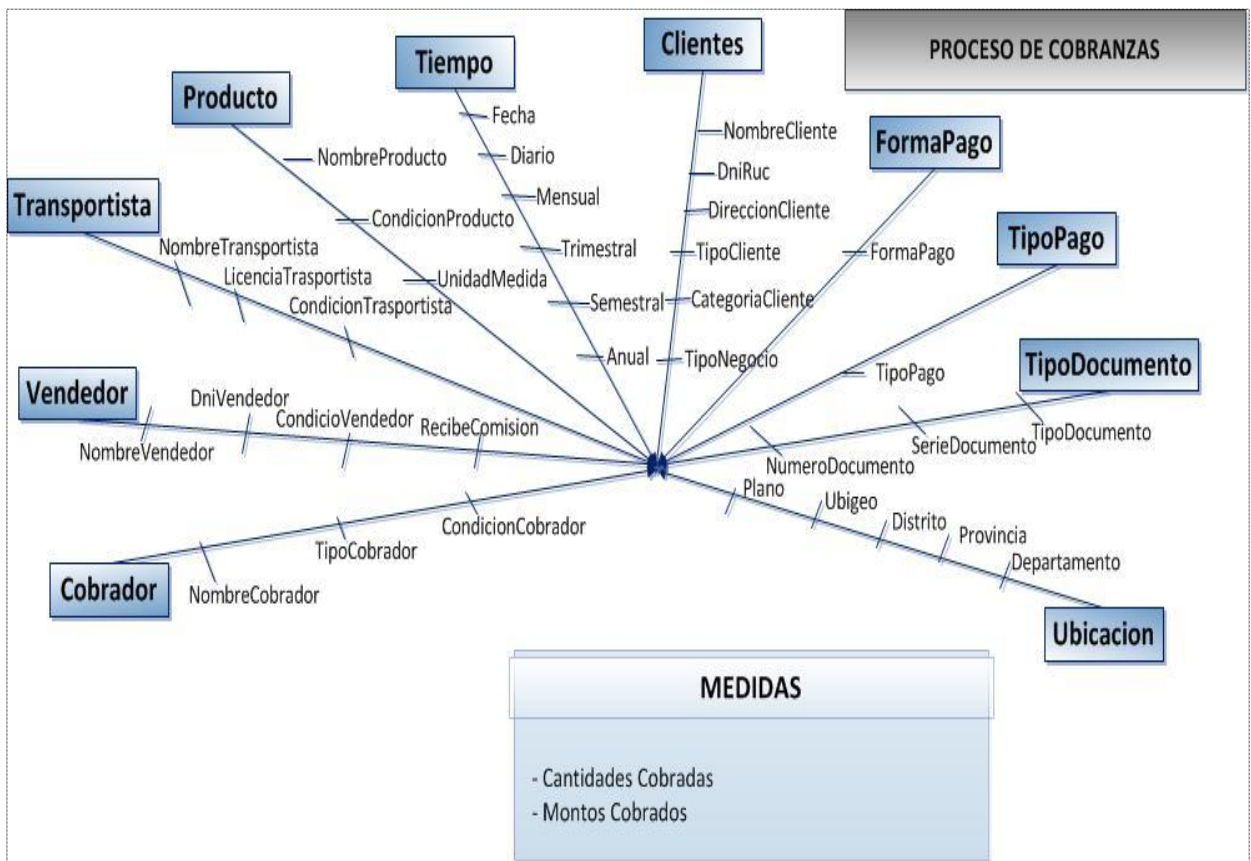 PROCESO DE COBRANZAS
Clientes
NombreCliente
DniRuc
DireccionCliente
TipoCliente
CategoriaCliente
TipoNegocio
Tiempo
Fecha
Diario
Mensual
Trimestral
Semestral
Anual
Producto
NombreProducto
CondicionProducto
UnidadMedida
Transportista
NombreTransportista
LicenciaTrasportista
CondicionTrasportista
Vendedor
NombreVendedor
DniVendedor
CondicioVendedor
RecibeComision
Cobrador
NombreCobrador
TipoCobrador
CondicionCobrador
FormaPago
FormaPago
TipoPago
TipoPago
TipoDocumento
TipoDocumento
SerieDocumento
NumeroDocumento
Plano
Ubigeo
Distrito
Provincia
Departamento
Ubicacion
MEDIDAS
- Cantidades Cobradas
- Montos Cobrados